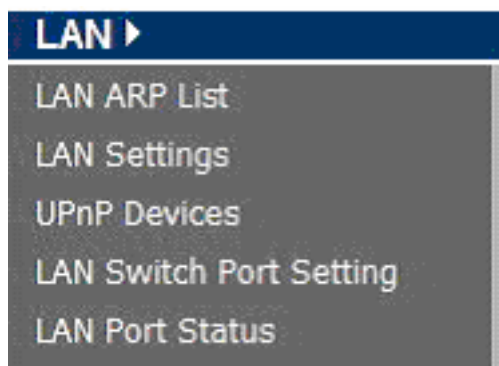 LAN
LAN ARP List
LAN Settings
UPnP Devices
LAN Switch Port Setting
LAN Port Status